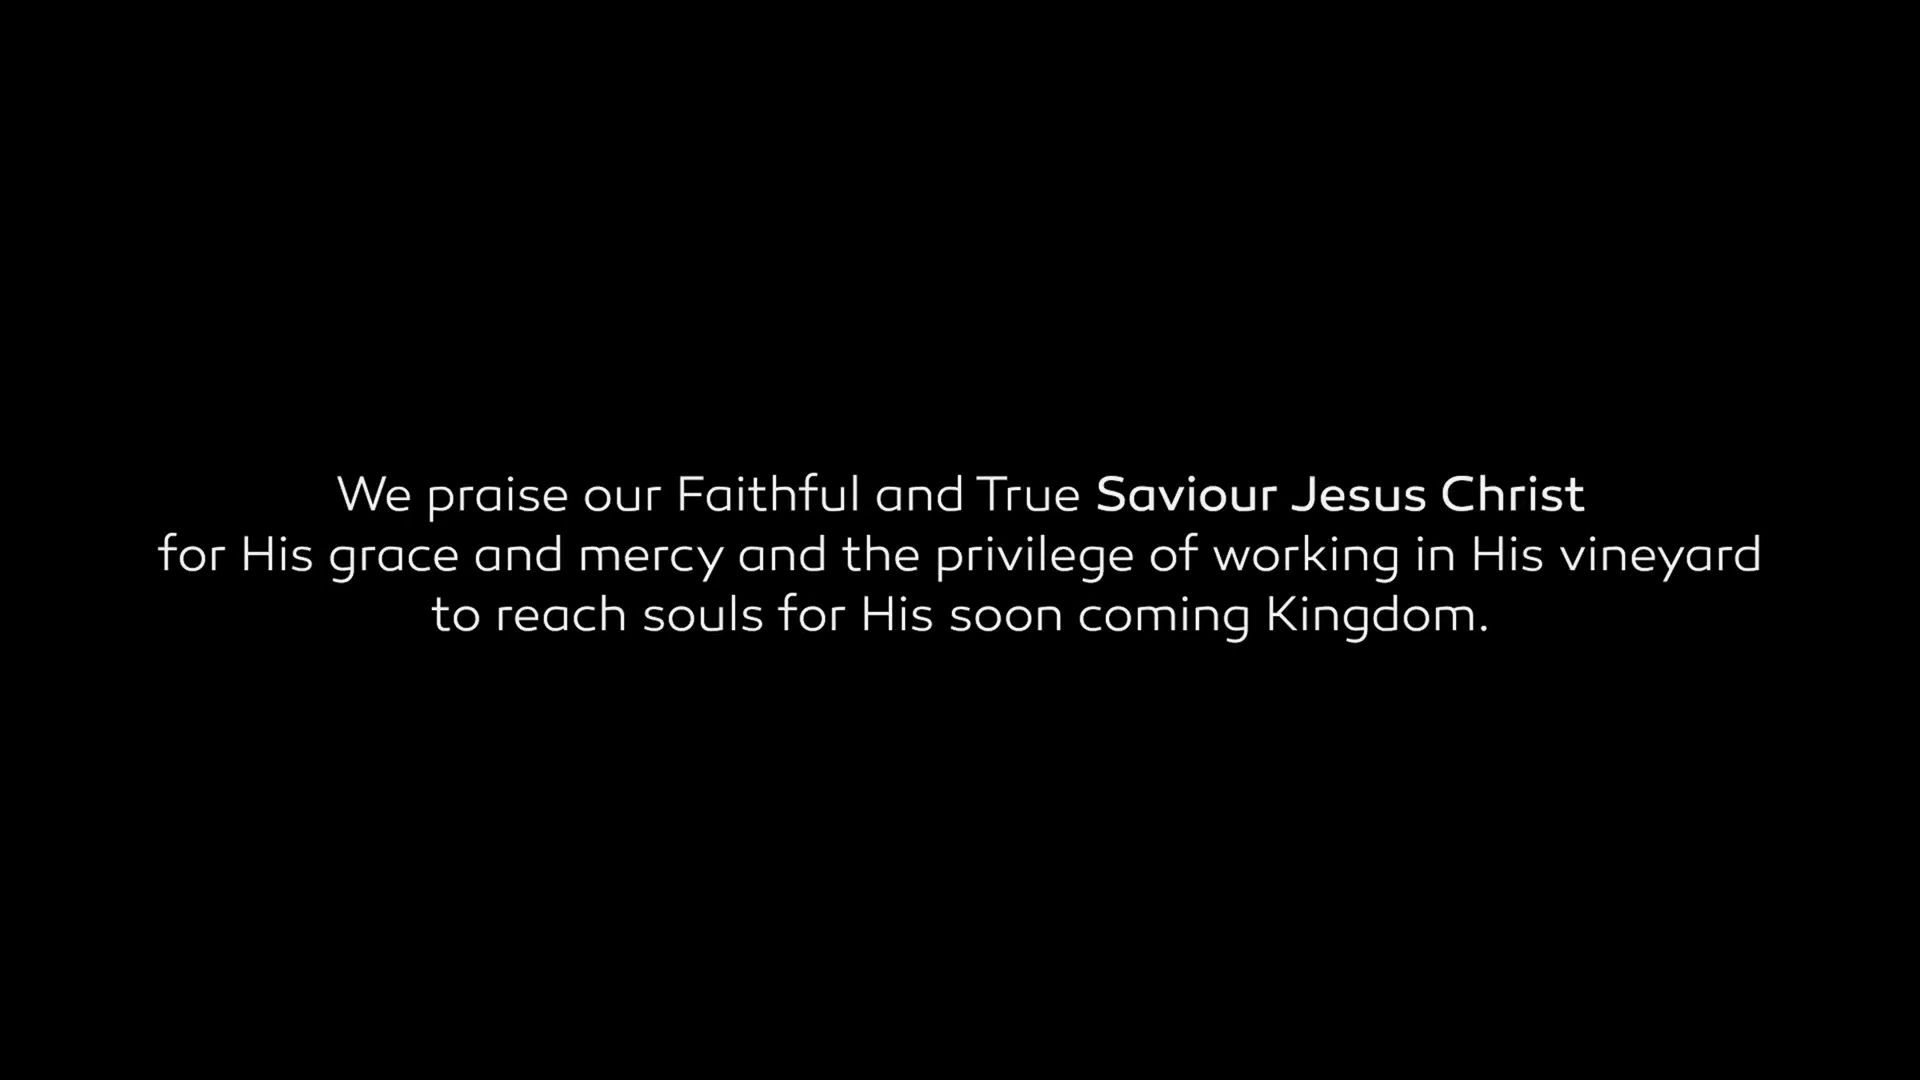 We praise our Faithful and True Saviour Jesus Christ
for His grace and mercy and the privilege of working in His vineyard
to reach souls for His soon coming Kingdom.